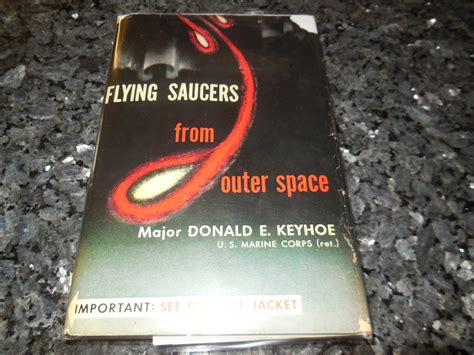 FLYING SAUCERS
from
outer space
Major DONALD E. KEYHOE
U.S. MARINE CORPS (ret.)
IMPORTANT: SEE JACKET